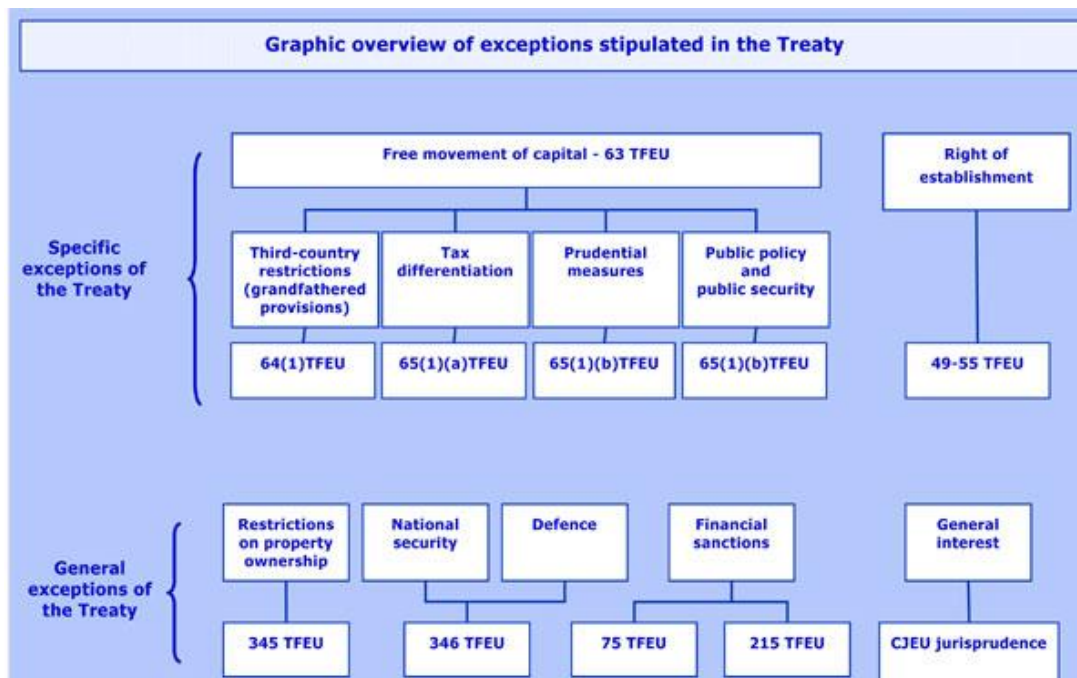 Graphic overview of exceptions stipulated in the Treaty
Free movement of capital - 63 TFEU
Right of
establishment
Specific
exceptions of
the Treaty
Third-country
restrictions
(grandfathered
provisions)
Tax
differentiation
Prudential
measures
Public policy
and
public security
64(1)TFEU
65(1)(a)TFEU
65(1)(b)TFEU
65(1)(b)TFEU
49-55 TFEU
General
exceptions of
the Treaty
Restrictions
on property
ownership
National
security
Defence
Financial
sanctions
General
interest
345 TFEU
346 TFEU
75 TFEU
215 TFEU
CJEU jurisprudence